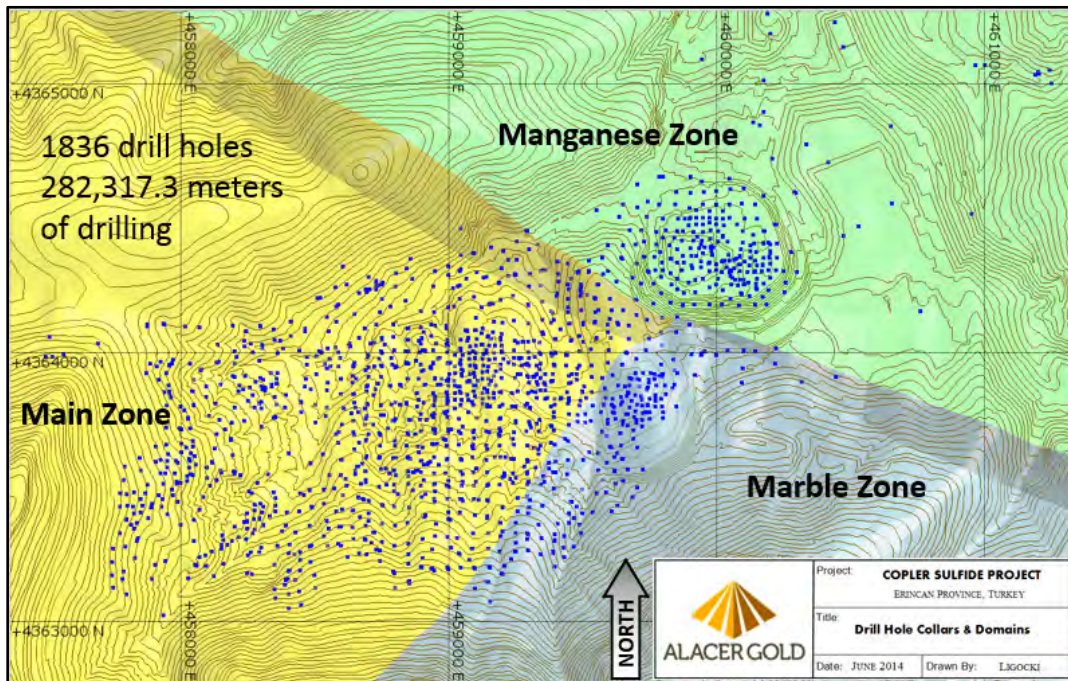 458000 E
459000 E
460000 E
461000 E
+4365000 N
Manganese Zone
1836 drill holes
282,317.3 meters
of drilling
+4364000 N
Main Zone
Marble Zone
+4363000 N
458000 E
459000 E
NORTH
ALACER GOLD
Project: COPLER SULFIDE PROJECT
ERINCAN PROVINCE, TURKEY
Title:
Drill Hole Collars & Domains
Date: JUNE 2014 Drawn By: LIGOCKI